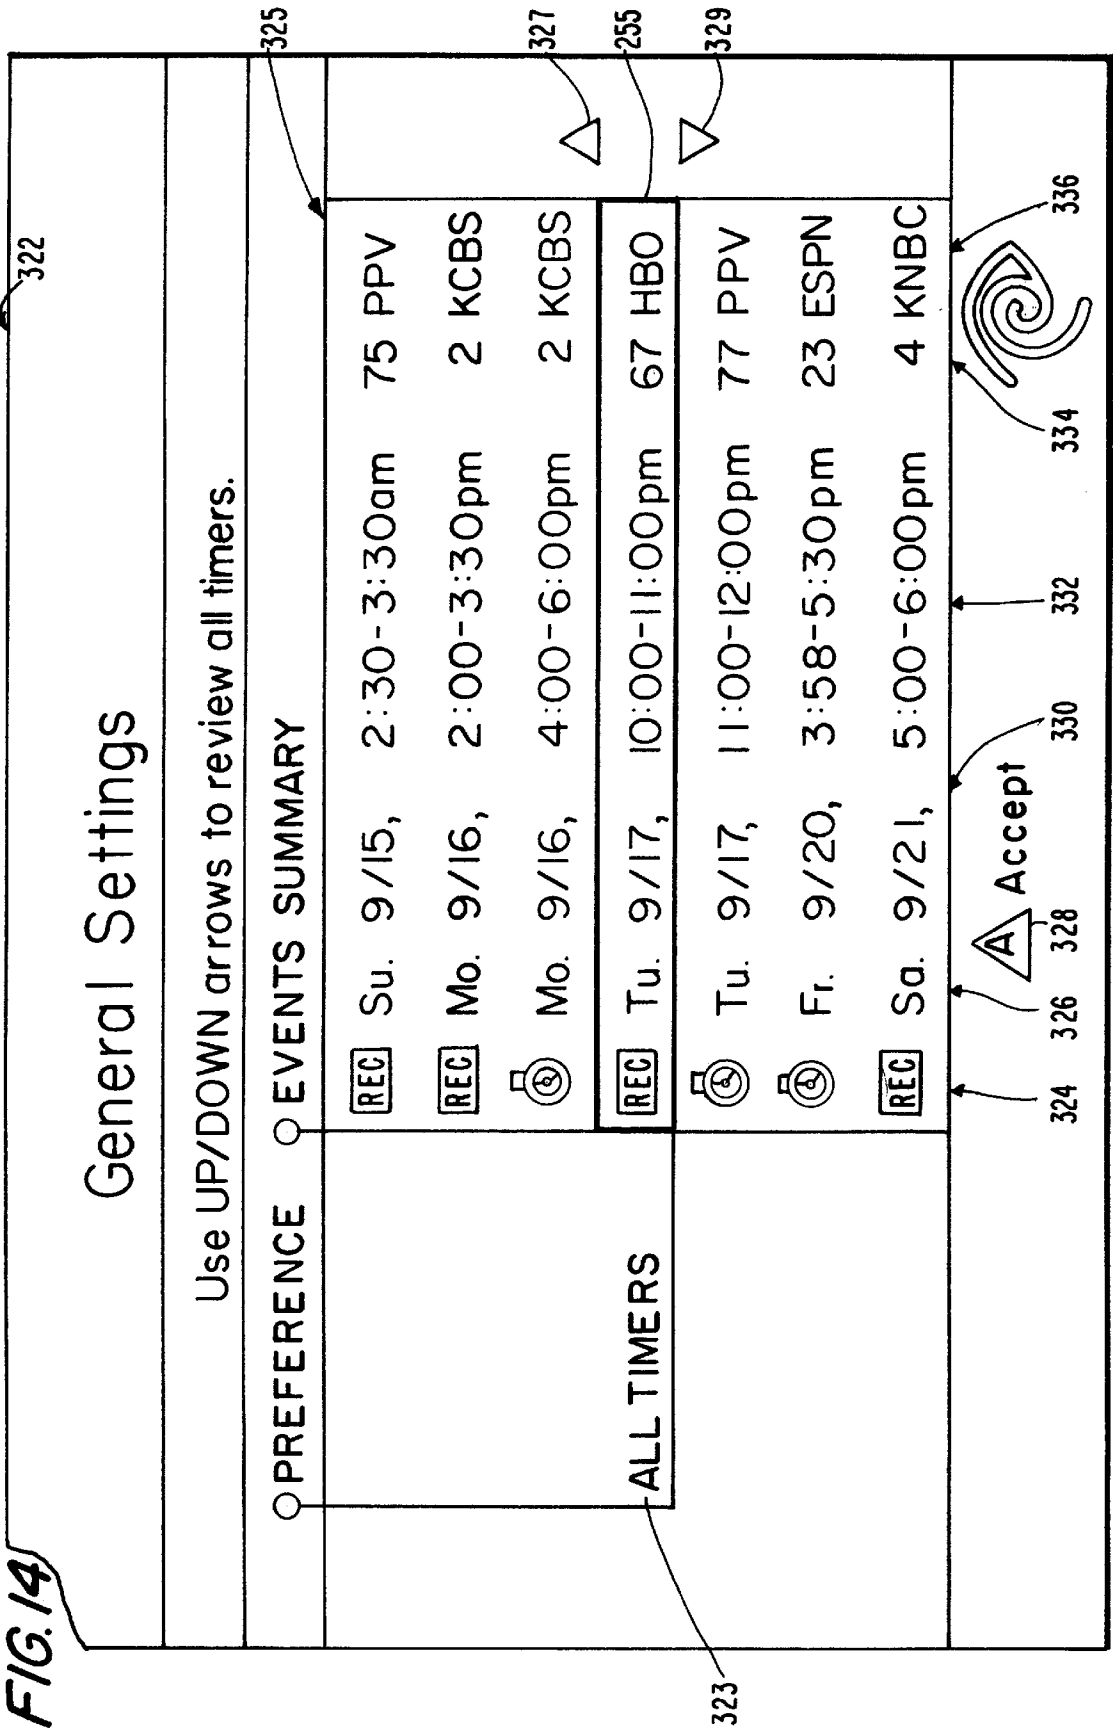 FIG. 14
322
General Settings
Use UP/DOWN arrows to review all timers.
PREFERENCE EVENTS SUMMARY
325
REC Su. 9/15, 2:30-3:30am 75 PPV
REC Mo. 9/16, 2:00-3:30pm 2 KCBS
Mo. 9/16, 4:00-6:00pm 2 KCBS
327
ALL TIMERS REC Tu. 9/17, 10:00-11:00pm 67 HBO
255
323
329
Tu. 9/17, 11:00-12:00pm 77 PPV
Fr. 9/20, 3:58-5:30pm 23 ESPN
REC Sa. 9/21, 5:00-6:00pm 4 KNBC
A Accept
324 326 328 330 332 334 336